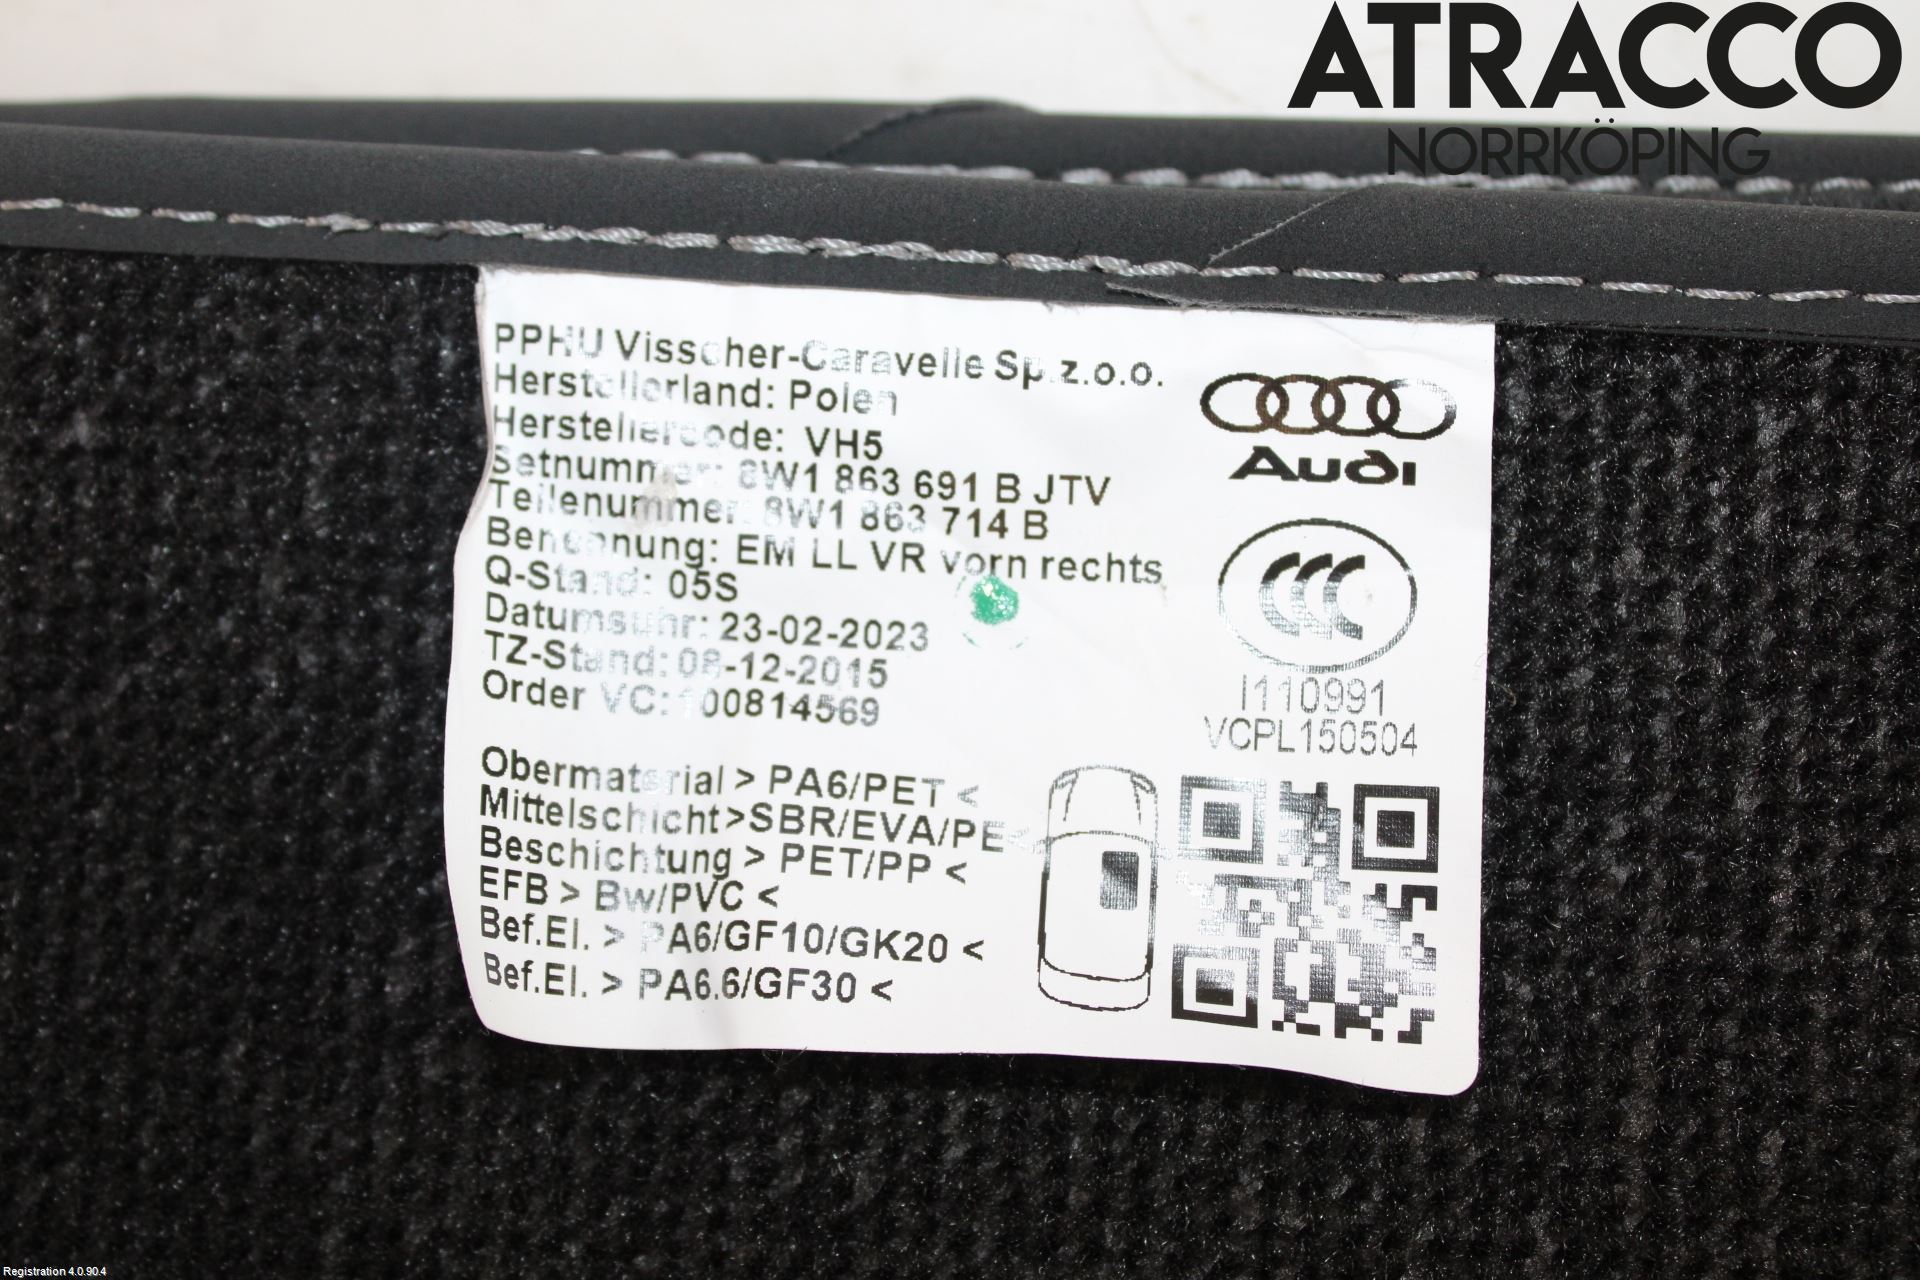 ATRACCO
NORRKÖPING
PPHU Visscher-Caravelle Sp.z.o.o.
Herstellerland: Polen
Herstellercode: VH5
Setnummer: 8W1 863 691 B JTV
Teilenummer: 8W1 863 714 B
Benennung: EM LL VR vorn rechts
Q-Stand: 05S
Datumsuhr: 23-02-2023
TZ-Stand: 08-12-2015
Order VC: 100814569
Audi
CCC
I110991
VCPL150504
Obermaterial > PA6/PET <
Mittelschicht>SBR/EVA/PE<
Beschichtung > PET/PP <
EFB > Bw/PVC <
Bef.El. > PA6/GF10/GK20 <
Bef.El. > PA6.6/GF30 <
Registration 4.0.90.4